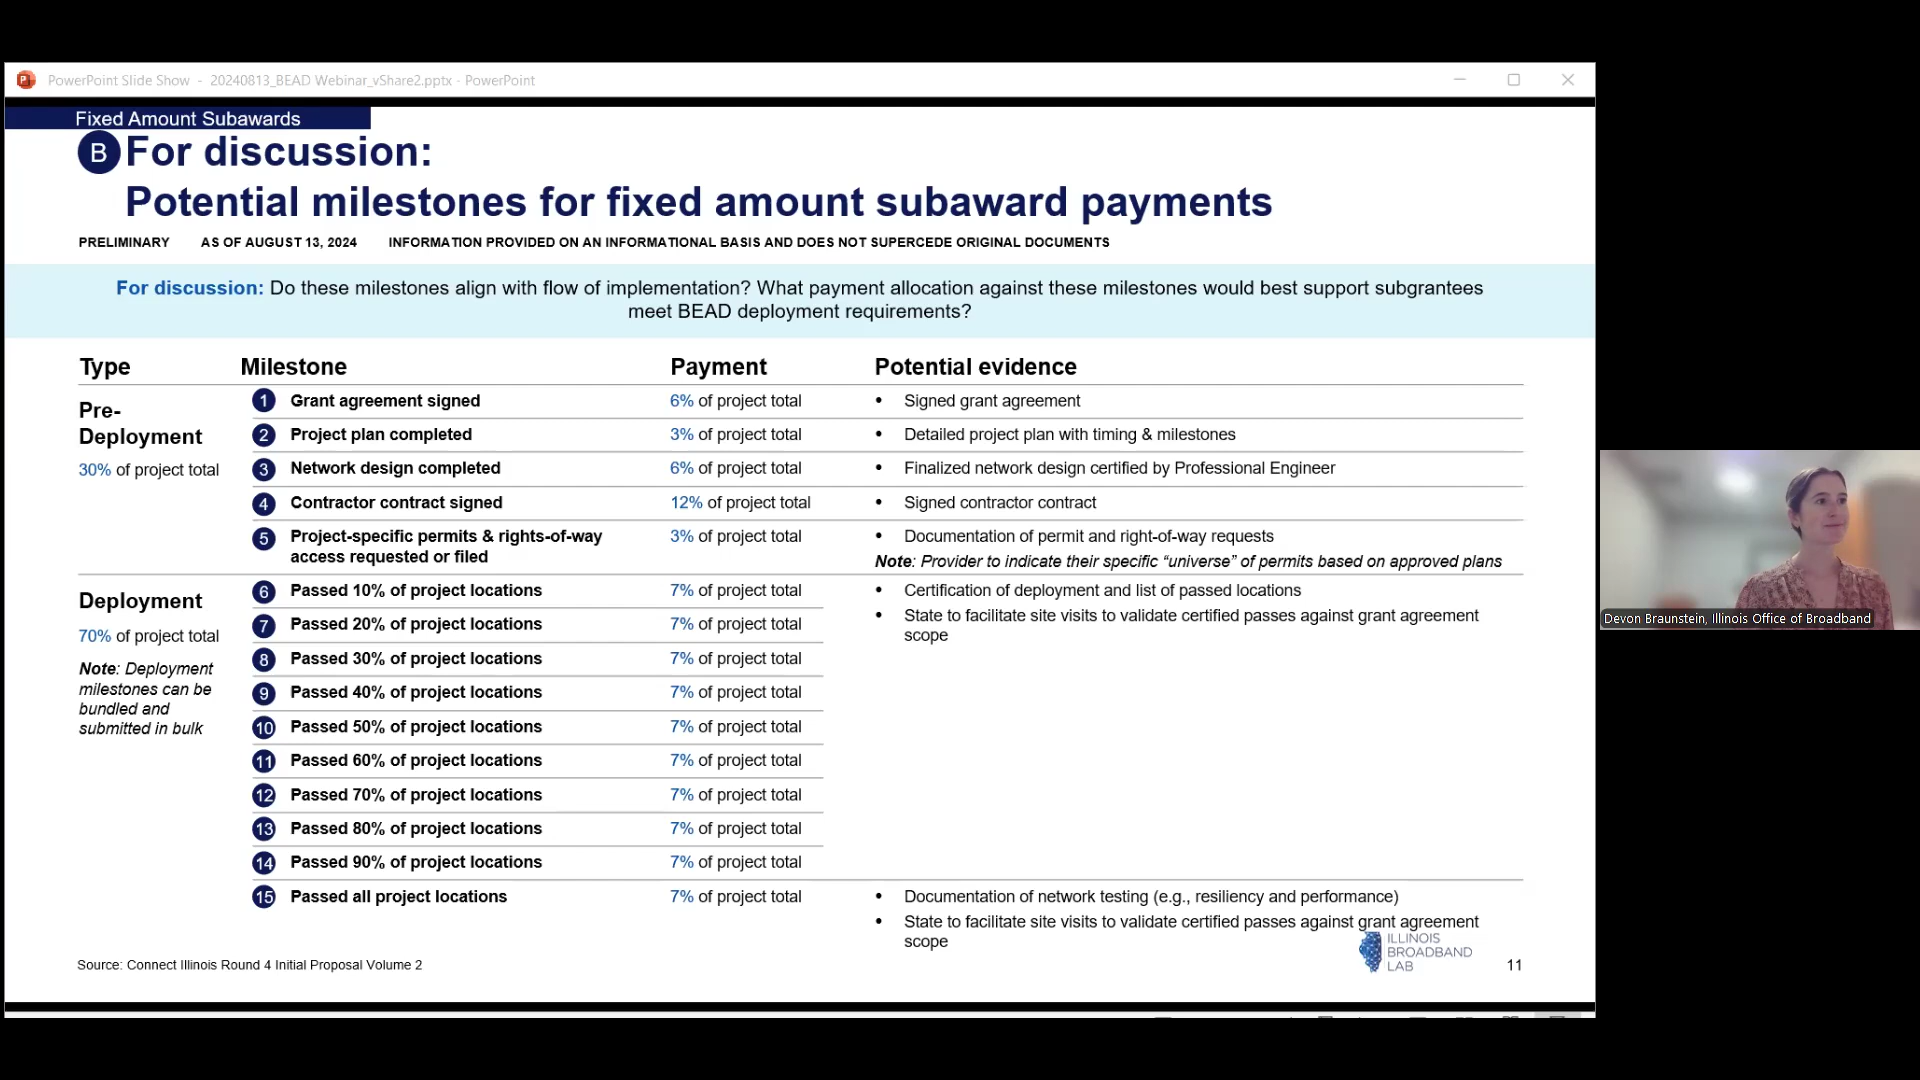 PowerPoint Slide Show - 20240813_BEAD Webinar_vShare2.pptx - PowerPoint
Fixed Amount Subawards
B For discussion:
Potential milestones for fixed amount subaward payments
PRELIMINARY AS OF AUGUST 13, 2024 INFORMATION PROVIDED ON AN INFORMATIONAL BASIS AND DOES NOT SUPERCEDE ORIGINAL DOCUMENTS
For discussion: Do these milestones align with flow of implementation? What payment allocation against these milestones would best support subgrantees
meet BEAD deployment requirements?
Type Milestone Payment Potential evidence
Pre-
Deployment
30% of project total
1 Grant agreement signed 6% of project total • Signed grant agreement
2 Project plan completed 3% of project total • Detailed project plan with timing & milestones
3 Network design completed 6% of project total • Finalized network design certified by Professional Engineer
4 Contractor contract signed 12% of project total • Signed contractor contract
5 Project-specific permits & rights-of-way 3% of project total • Documentation of permit and right-of-way requests
access requested or filed
Note: Provider to indicate their specific “universe” of permits based on approved plans
Deployment
70% of project total
Note: Deployment
milestones can be
bundled and
submitted in bulk
6 Passed 10% of project locations 7% of project total • Certification of deployment and list of passed locations
• State to facilitate site visits to validate certified passes against grant agreement
scope
7 Passed 20% of project locations 7% of project total
8 Passed 30% of project locations 7% of project total
9 Passed 40% of project locations 7% of project total
10 Passed 50% of project locations 7% of project total
11 Passed 60% of project locations 7% of project total
12 Passed 70% of project locations 7% of project total
13 Passed 80% of project locations 7% of project total
14 Passed 90% of project locations 7% of project total
15 Passed all project locations 7% of project total • Documentation of network testing (e.g., resiliency and performance)
• State to facilitate site visits to validate certified passes against grant agreement
scope
Source: Connect Illinois Round 4 Initial Proposal Volume 2
ILLINOIS
BROADBAND
LAB
11
Devon Braunstein, Illinois Office of Broadband